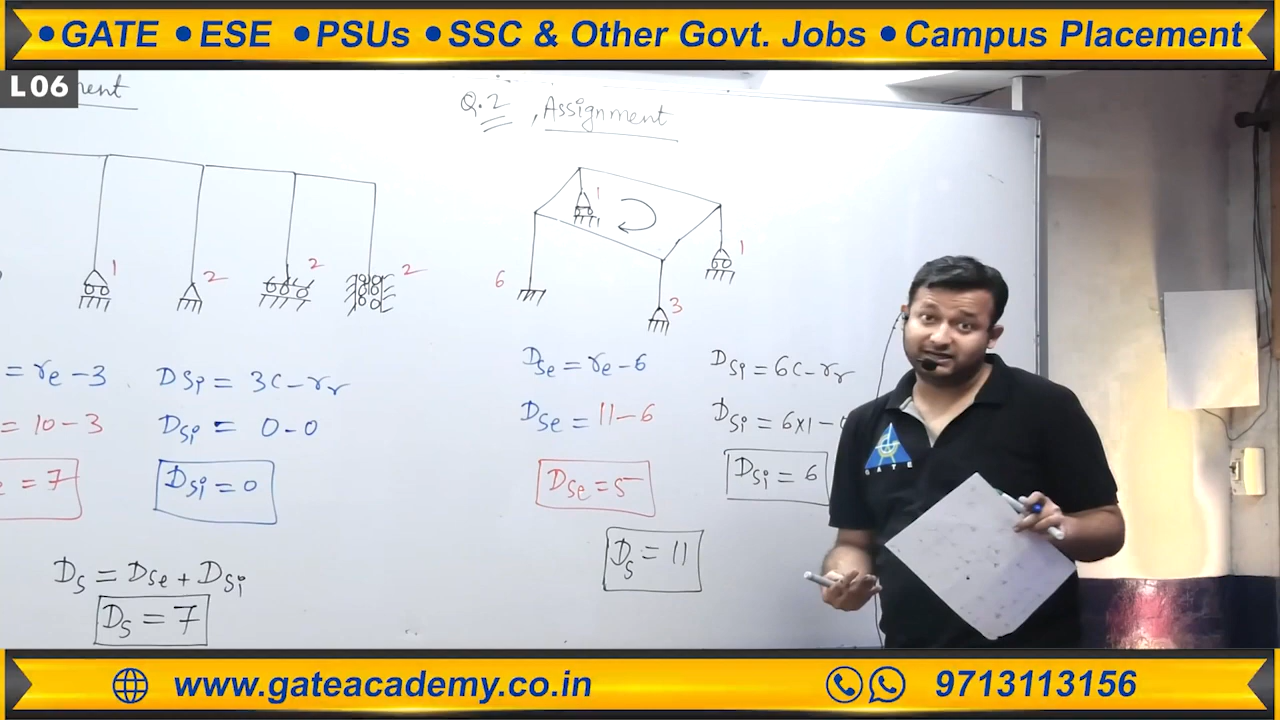 •GATE •ESE •PSUs •SSC & Other Govt. Jobs •Campus Placement
L06
Q.2, Assignment
1
2
2
2
6
1
3
1
= re - 3
= 10 - 3
= 7
Dsi = 3c - rr
Dsi = 0 - 0
Dsi = 0
Ds = Dse + Dsi
Ds = 7
Dse = re - 6
Dse = 11 - 6
Dse = 5
Dsi = 6c - rr
Dsi = 6x1 - 0
Dsi = 6
Ds = 11
GATE
www.gateacademy.co.in
9713113156